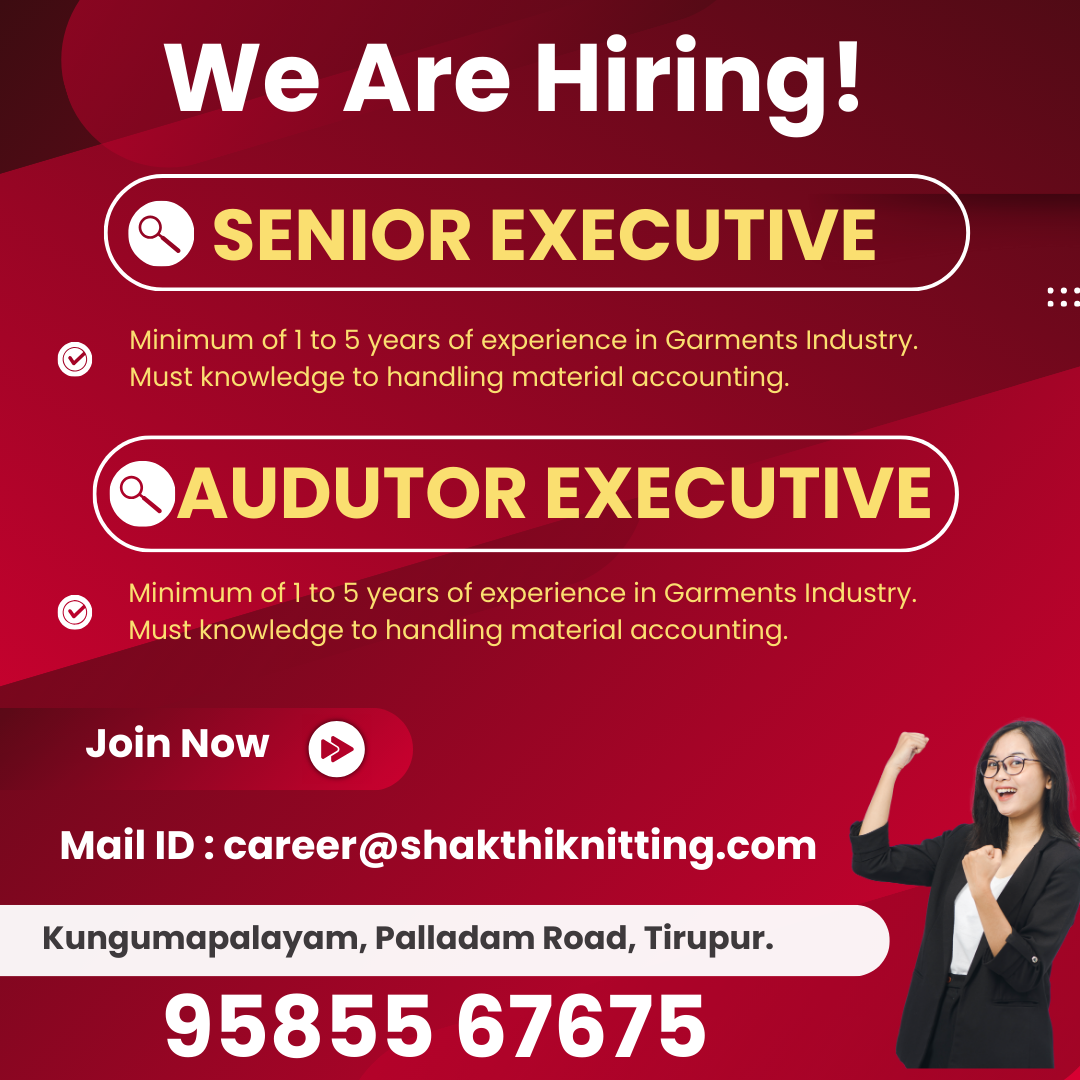 We Are Hiring!
SENIOR EXECUTIVE
Minimum of 1 to 5 years of experience in Garments Industry.
Must knowledge to handling material accounting.
AUDUTOR EXECUTIVE
Minimum of 1 to 5 years of experience in Garments Industry.
Must knowledge to handling material accounting.
Join Now
Mail ID : career@shakthiknitting.com
Kungumapalayam, Palladam Road, Tirupur.
95855 67675